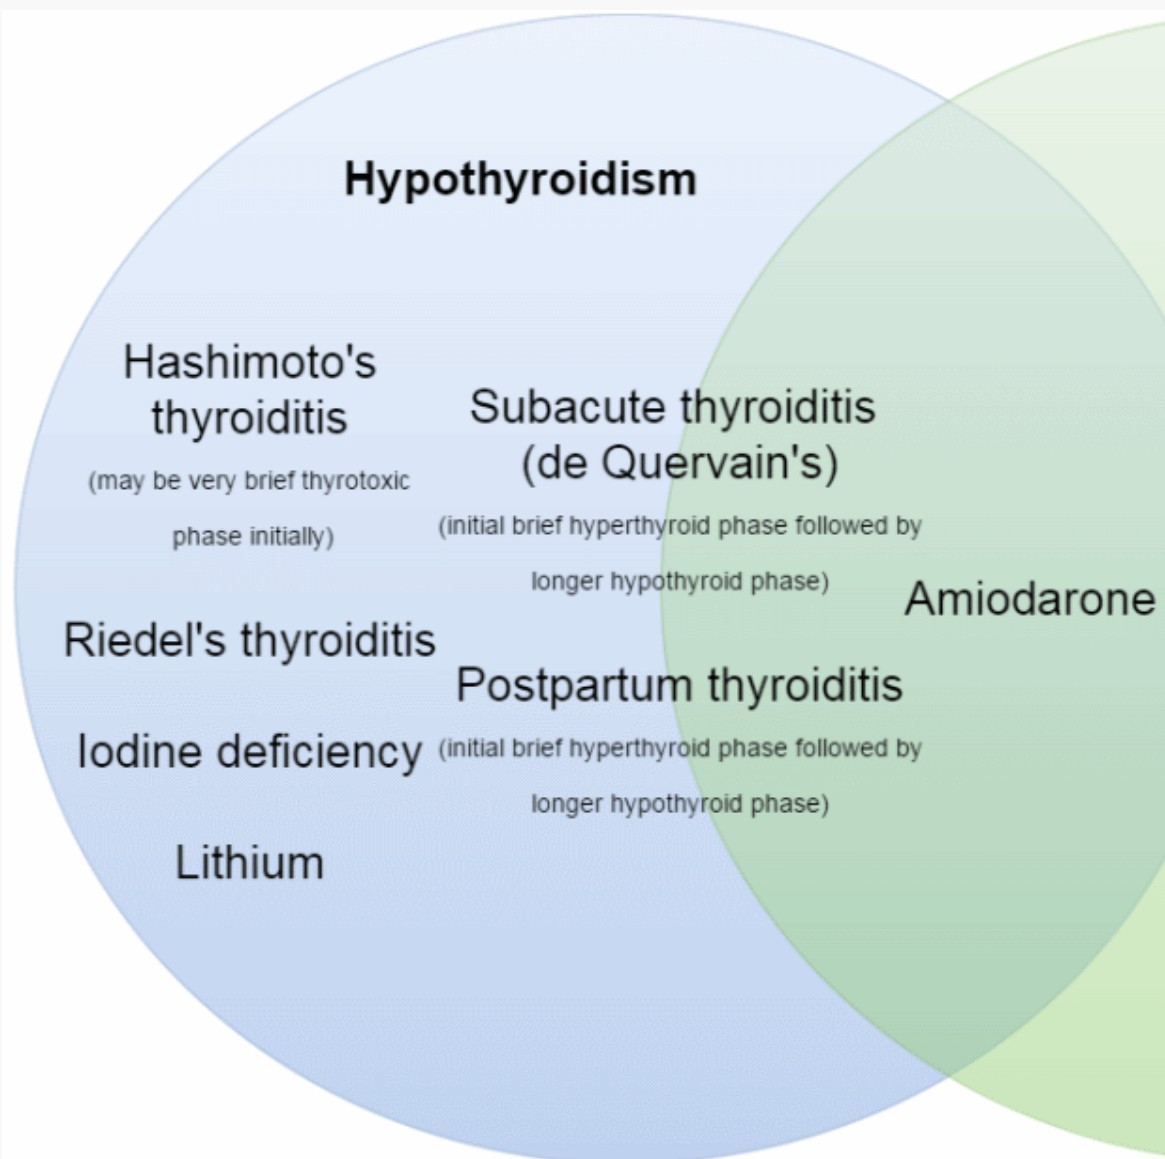 Hypothyroidism
Hashimoto's
thyroiditis
(may be very brief thyrotoxic
phase initially)
Riedel's thyroiditis
Iodine deficiency
Lithium
Subacute thyroiditis
(de Quervain's)
(initial brief hyperthyroid phase followed by
longer hypothyroid phase)
Postpartum thyroiditis
(initial brief hyperthyroid phase followed by
longer hypothyroid phase)
Amiodarone